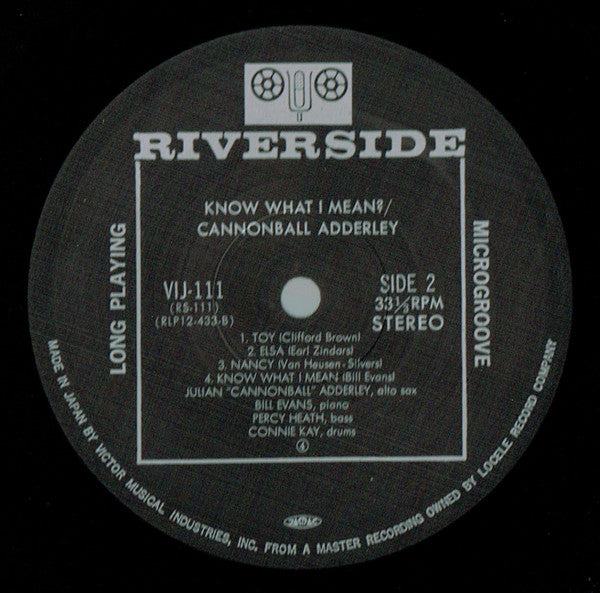 RIVERSIDE
KNOW WHAT I MEAN?/
CANNONBALL ADDERLEY
LONG PLAYING
MICROGROOVE
VIJ-111
(RS-111)
(RLP12-433-B)
SIDE 2
33⅓RPM
STEREO
1. TOY (Clifford Brown)
2. ELSA (Earl Zindars)
3. NANCY (Van Heusen-Silvers)
4. KNOW WHAT I MEAN (Bill Evans)
JULIAN "CANNONBALL" ADDERLEY, alto sax
BILL EVANS, piano
PERCY HEATH, bass
CONNIE KAY, drums
④
MADE IN JAPAN BY VICTOR MUSICAL INDUSTRIES, INC. FROM A MASTER RECORDING OWNED BY LOCELE RECORD COMPANY